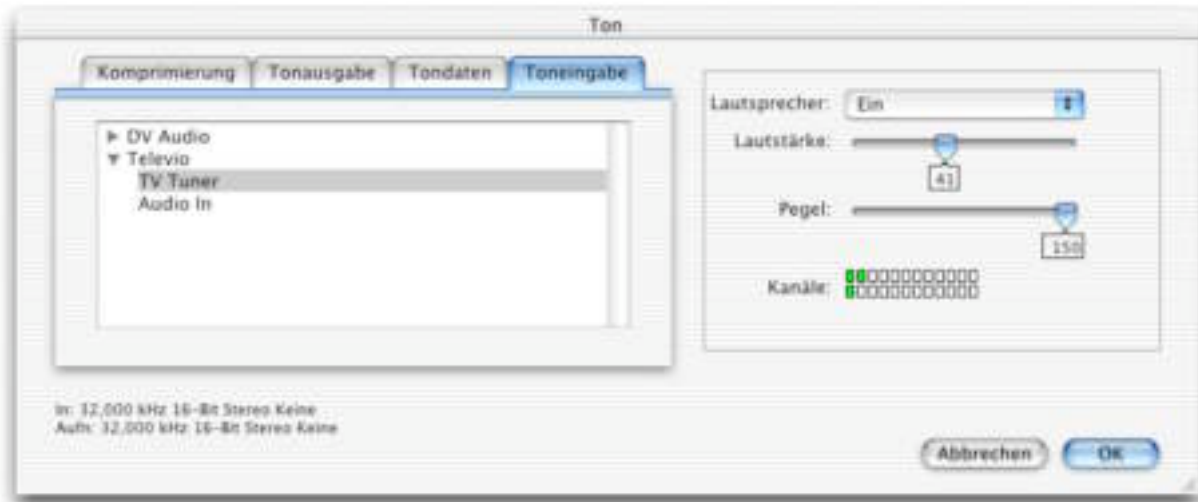 Ton
Komprimierung Tonausgabe Tondaten Toneingabe
DV Audio
Televio
TV Tuner
Audio In
Lautsprecher: Ein
Lautstärke:
41
Pegel:
150
Kanäle:
In: 32,000 kHz 16-Bit Stereo Keine
Aufn: 32,000 kHz 16-Bit Stereo Keine
Abbrechen OK